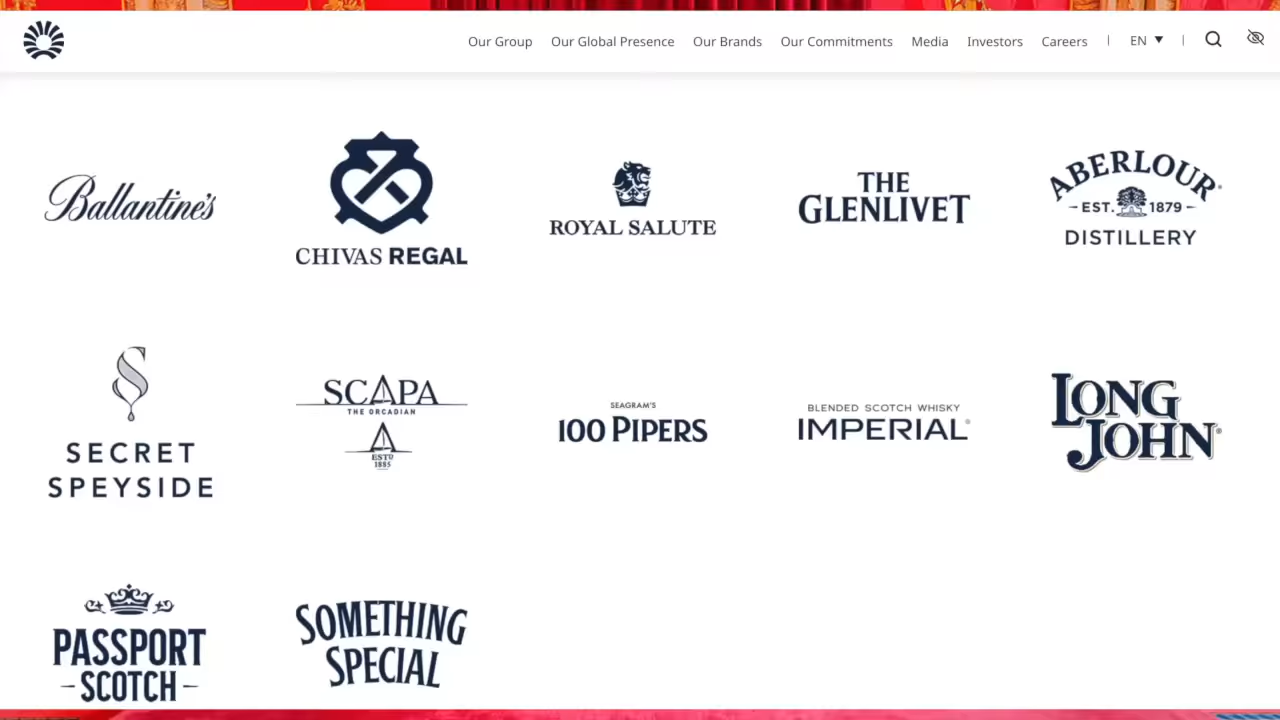 Our Group Our Global Presence Our Brands Our Commitments Media Investors Careers | EN ▼ |
Ballantine's
CHIVAS REGAL
ROYAL SALUTE
THE
GLENLIVET
ABERLOUR®
EST. 1879
DISTILLERY
SECRET
SPEYSIDE
SCAPA
THE ORCADIAN
ESTD
1885
SEAGRAM'S
100 PIPERS
BLENDED SCOTCH WHISKY
IMPERIAL®
LONG
JOHN®
PASSPORT
SCOTCH
SOMETHING
SPECIAL